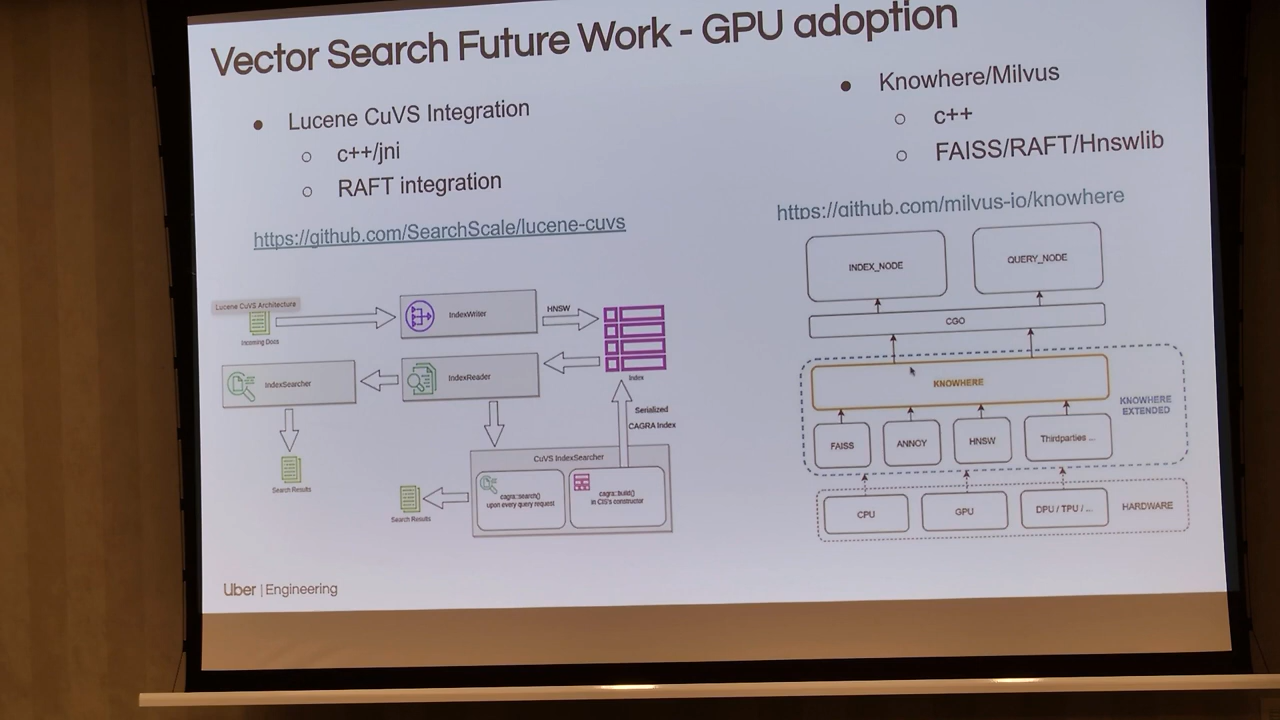 Vector Search Future Work - GPU adoption
● Lucene CuVS Integration
○ c++/jni
○ RAFT integration
https://github.com/SearchScale/lucene-cuvs
Lucene CuVS Architecture
Incoming Docs
IndexWriter
HNSW
IndexSearcher
IndexReader
Index
Serialized
CAGRA Index
Search Results
CuVS IndexSearcher
cagra::search()
upon every query request
cagra::build()
in CIS's constructor
Search Results
● Knowhere/Milvus
○ c++
○ FAISS/RAFT/Hnswlib
https://github.com/milvus-io/knowhere
INDEX_NODE
QUERY_NODE
CGO
KNOWHERE
KNOWHERE
EXTENDED
FAISS
ANNOY
HNSW
Thirdparties ...
CPU
GPU
DPU / TPU / ...
HARDWARE
Uber | Engineering